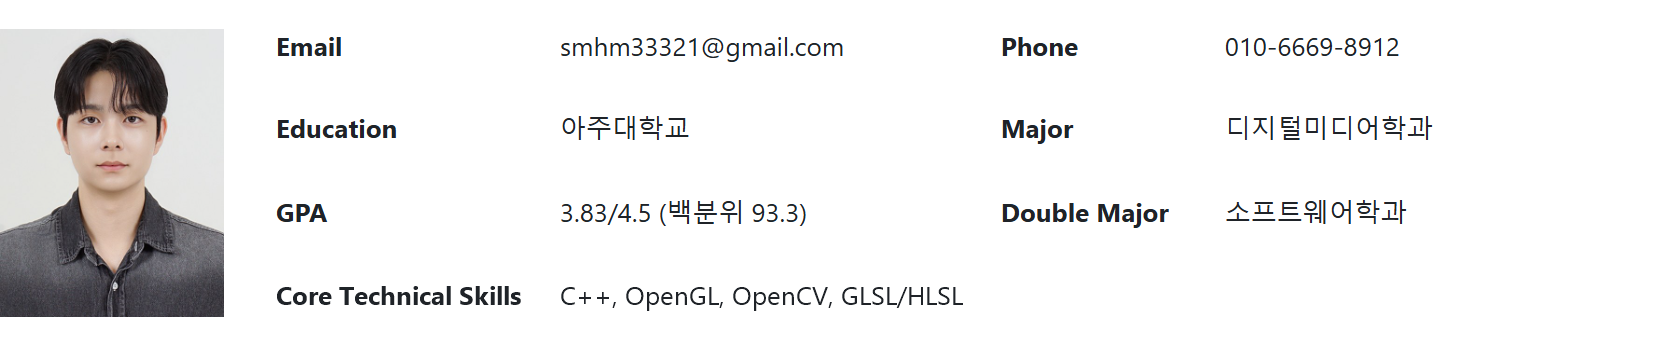 Email smhm33321@gmail.com Phone 010-6669-8912
Education 아주대학교 Major 디지털미디어학과
GPA 3.83/4.5 (백분위 93.3) Double Major 소프트웨어학과
Core Technical Skills C++, OpenGL, OpenCV, GLSL/HLSL